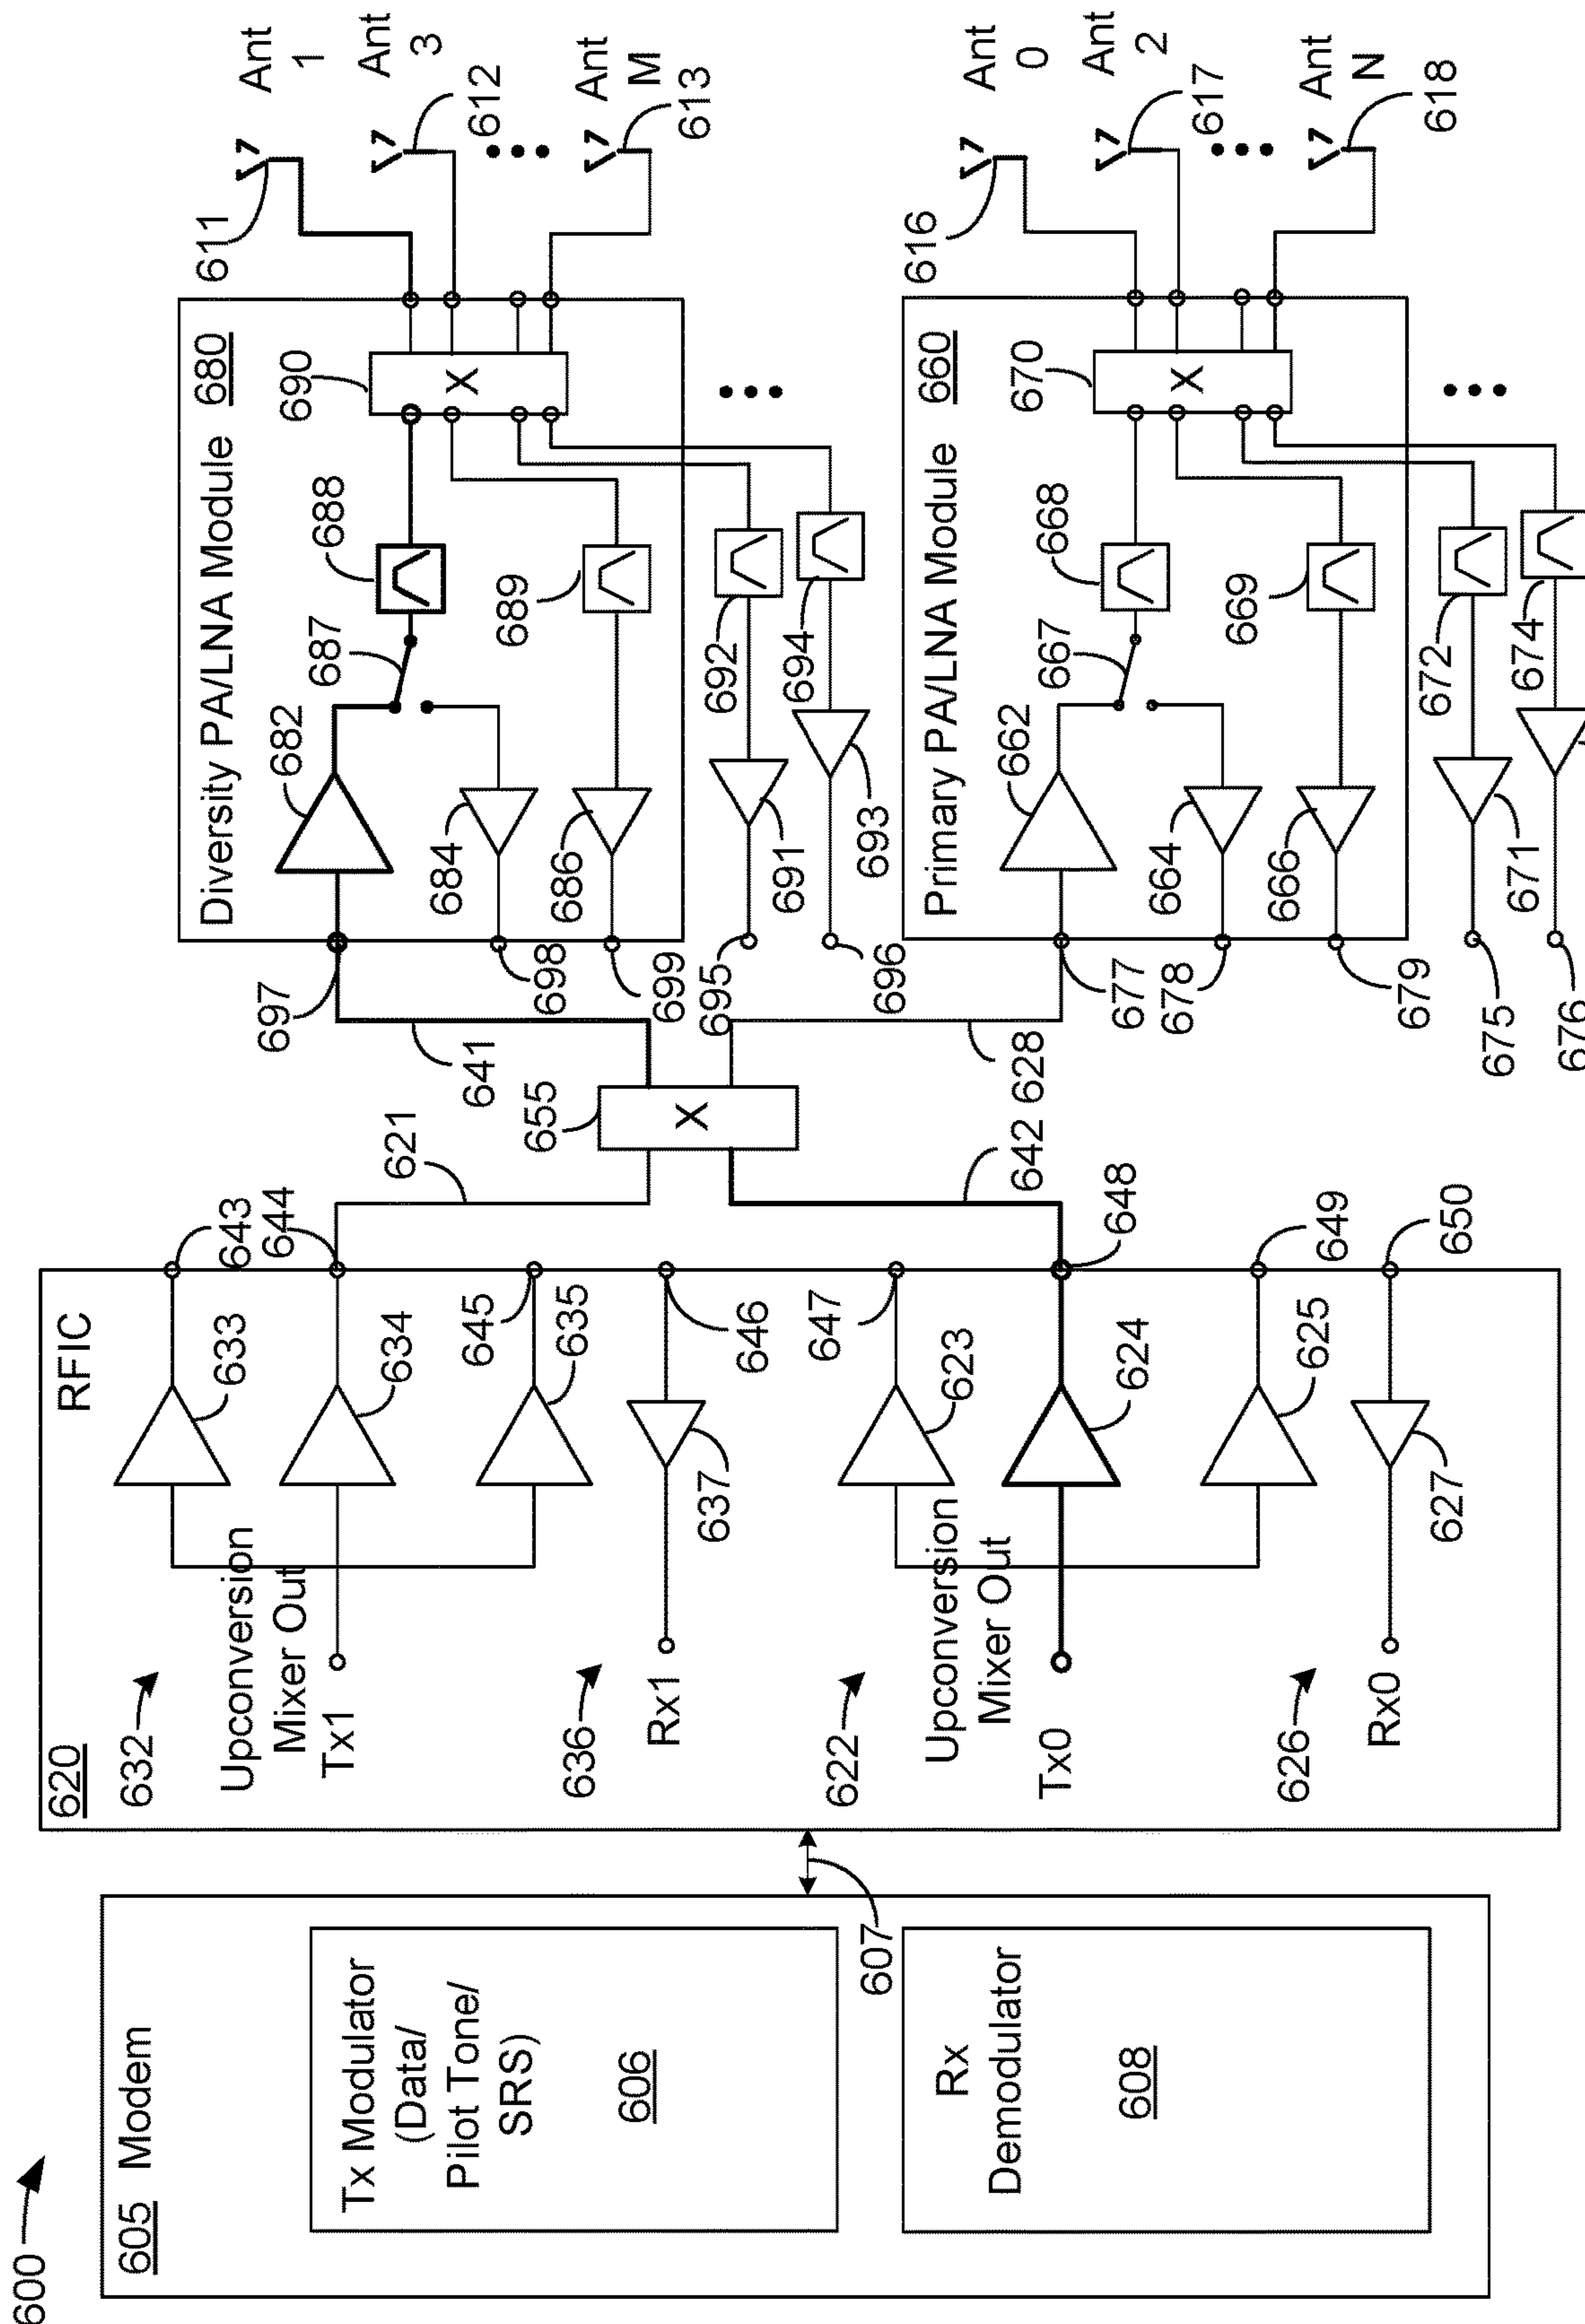 600
605 Modem
Tx Modulator
(Data/
Pilot Tone/
SRS)
606
Rx
Demodulator
608
607
620
RFIC
632
Upconversion
Mixer Out
Tx1
633
634
635
636
Rx1
637
643
644
645
646
622
Upconversion
Mixer Out
Tx0
623
624
625
626
Rx0
627
647
648
649
650
621
642
655
X
641
628
Diversity PA/LNA Module 680
697
698
699
682
684
686
687
688
689
690
X
695
696
691
693
692
694
Primary PA/LNA Module 660
677
678
679
662
664
666
667
668
669
670
X
675
676
671
672
674
611
Ant
1
Ant
3
612
Ant
M
613
616
Ant
0
Ant
2
617
Ant
N
618